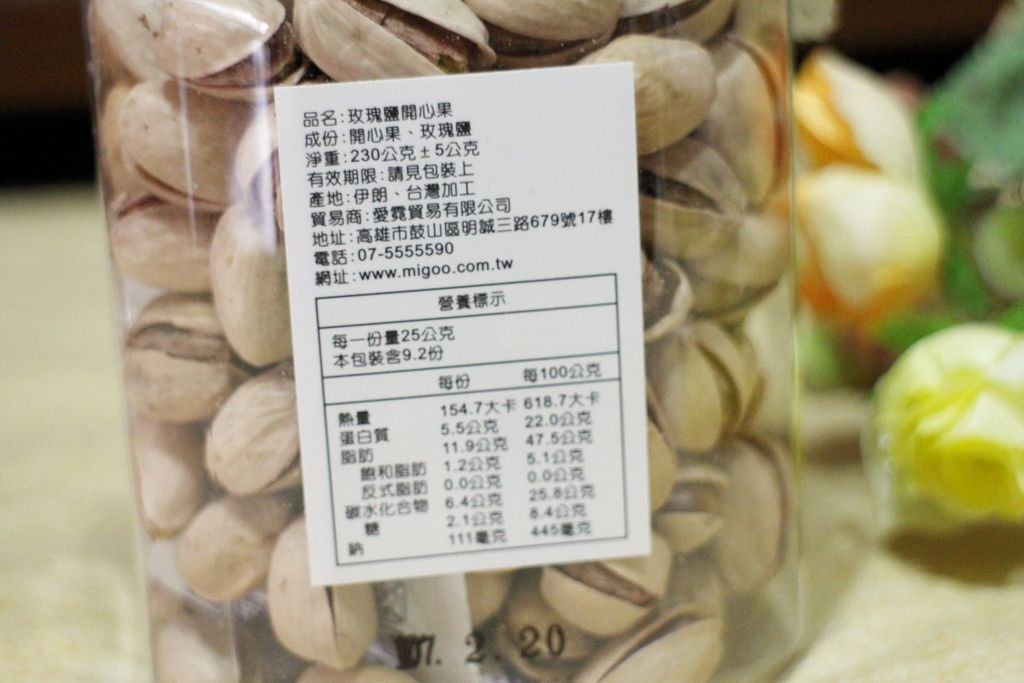 品名:玫瑰鹽開心果
成份:開心果、玫瑰鹽
淨重:230公克±5公克
有效期限:請見包裝上
產地:伊朗、台灣加工
貿易商:愛霓貿易有限公司
地址:高雄市鼓山區明誠三路679號17樓
電話:07-5555590
網址:www.migoo.com.tw
營養標示
每一份量25公克
本包裝含9.2份
每份 每100公克
熱量 154.7大卡 618.7大卡
蛋白質 5.5公克 22.0公克
脂肪 11.9公克 47.5公克
飽和脂肪 1.2公克 5.1公克
反式脂肪 0.0公克 0.0公克
碳水化合物 6.4公克 25.8公克
糖 2.1公克 8.4公克
鈉 111毫克 445毫克
07. 2. 20